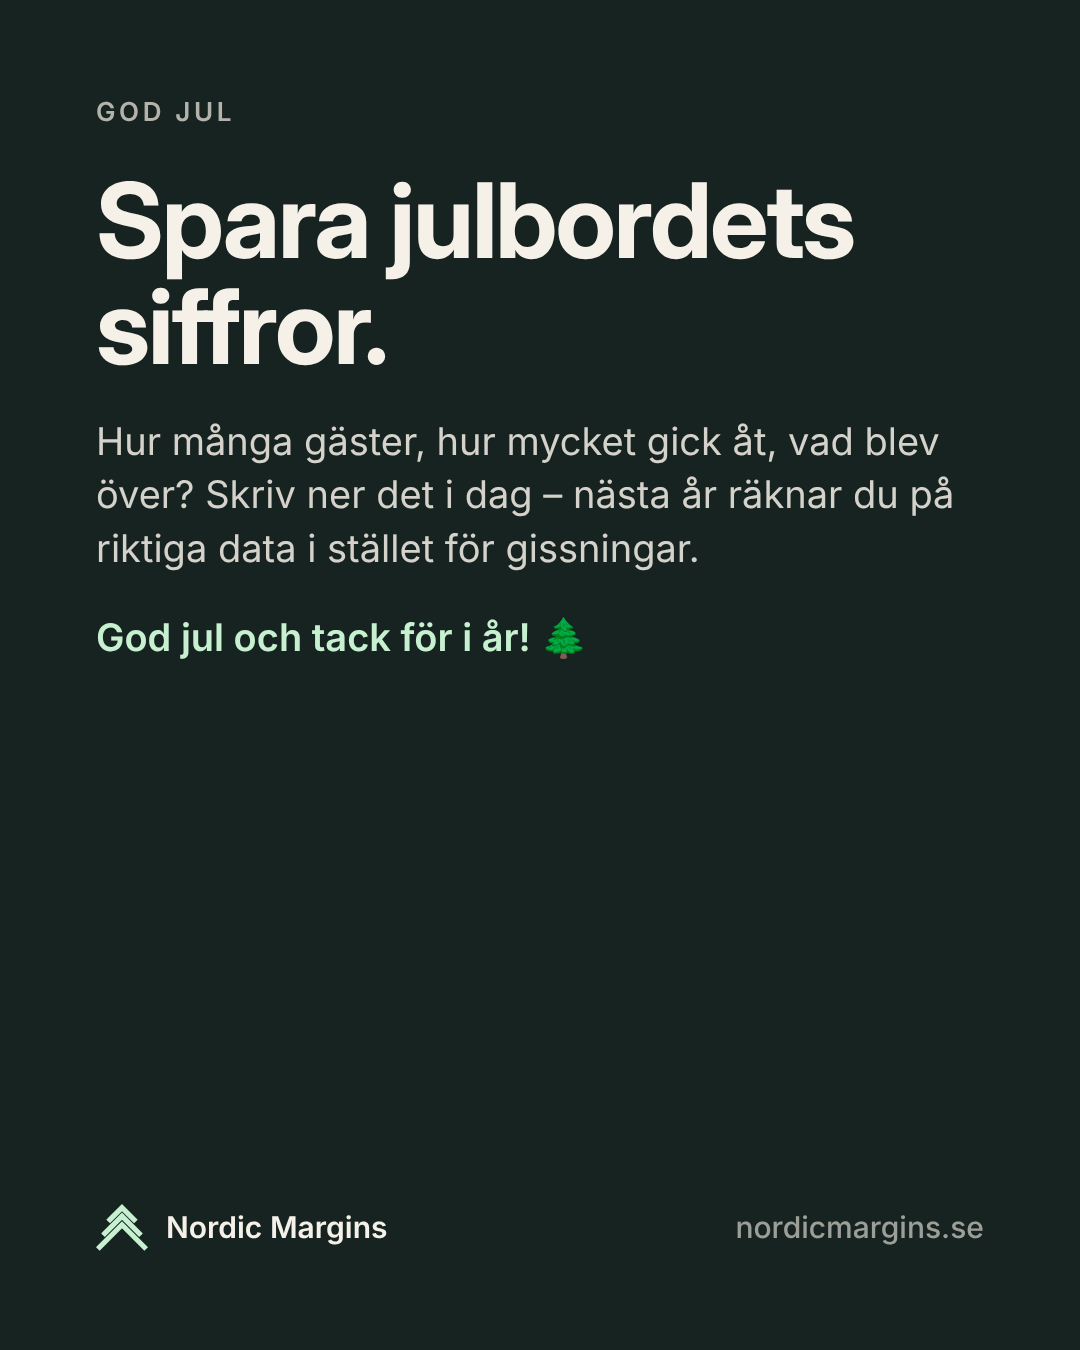 GOD JUL
Spara julbordets
siffror.
Hur många gäster, hur mycket gick åt, vad blev
över? Skriv ner det i dag – nästa år räknar du på
riktiga data i stället för gissningar.
God jul och tack för i år! 🌲
Nordic Margins
nordicmargins.se